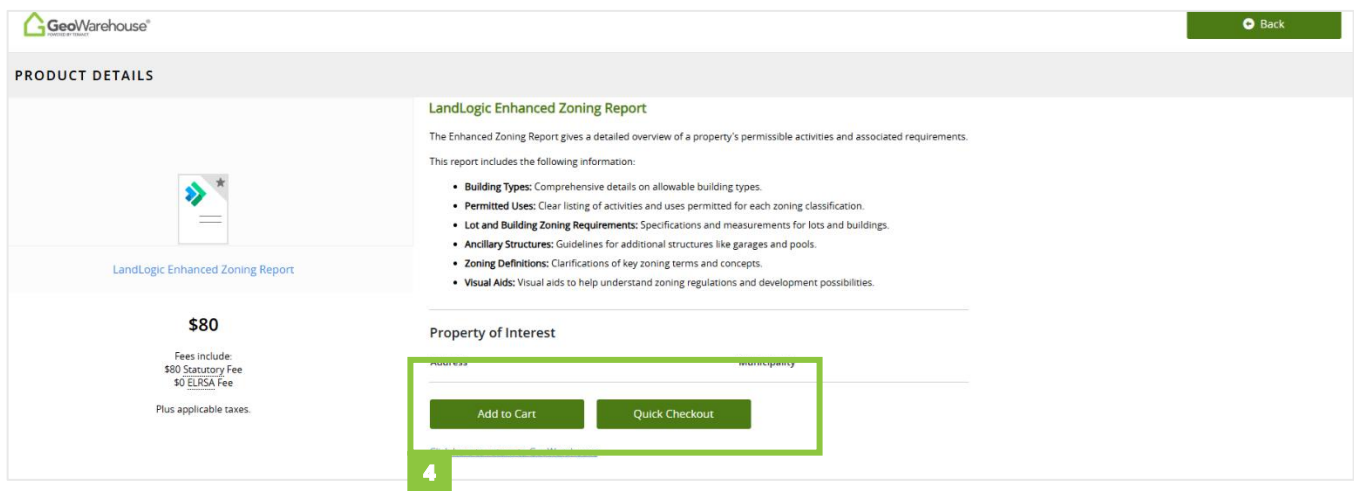 GeoWarehouse®
Back
PRODUCT DETAILS
LandLogic Enhanced Zoning Report
The Enhanced Zoning Report gives a detailed overview of a property's permissible activities and associated requirements.
This report includes the following information:
• Building Types: Comprehensive details on allowable building types.
• Permitted Uses: Clear listing of activities and uses permitted for each zoning classification.
• Lot and Building Zoning Requirements: Specifications and measurements for lots and buildings.
• Ancillary Structures: Guidelines for additional structures like garages and pools.
• Zoning Definitions: Clarifications of key zoning terms and concepts.
• Visual Aids: Visual aids to help understand zoning regulations and development possibilities.
LandLogic Enhanced Zoning Report
$80
Fees include:
$80 Statutory Fee
$0 ELRSA Fee
Plus applicable taxes.
Property of Interest
Address Municipality
Add to Cart Quick Checkout
4